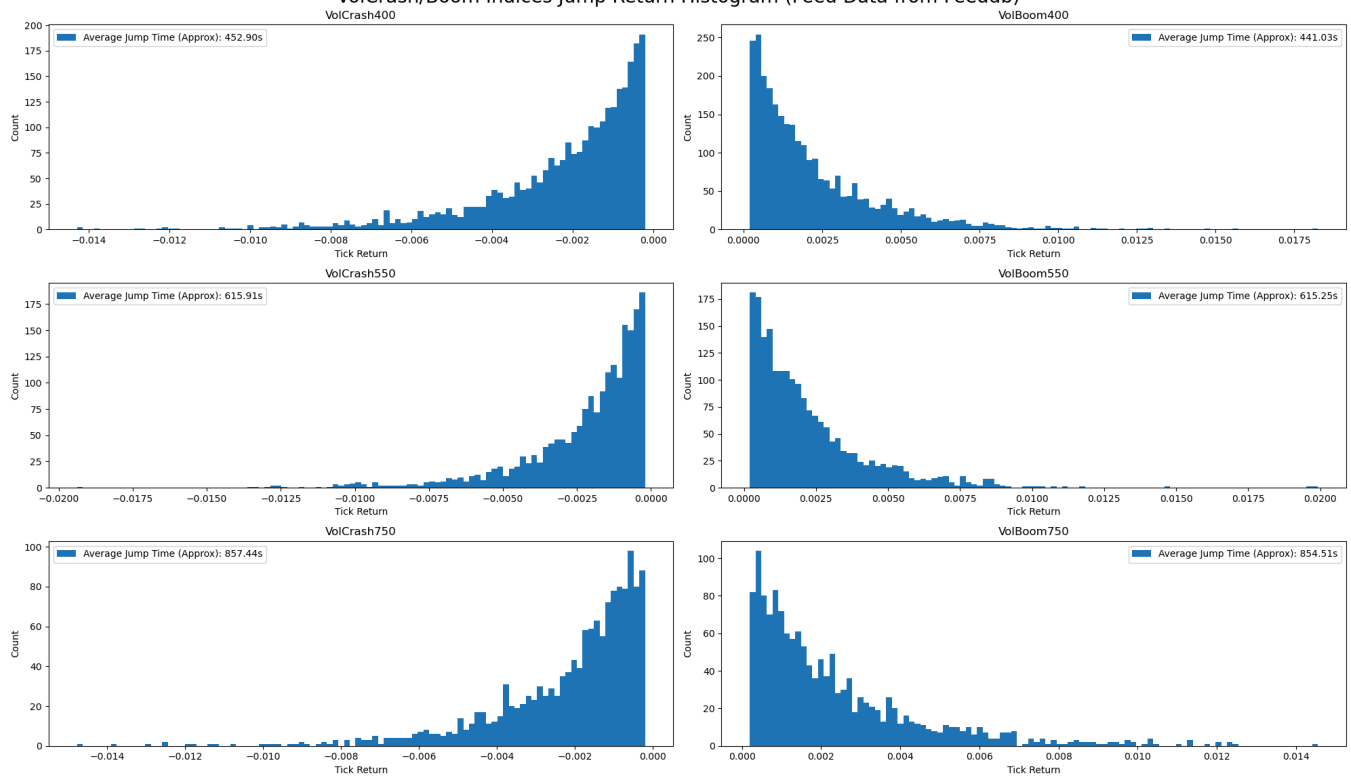 VolCrash/Boom Indices Jump Return Histogram (Feed Data from Feeddb)
VolCrash400
Average Jump Time (Approx): 452.90s
200
175
150
125
100
75
50
25
0
Count
−0.014 −0.012 −0.010 −0.008 −0.006 −0.004 −0.002 0.000
Tick Return
VolBoom400
Average Jump Time (Approx): 441.03s
250
200
150
100
50
0
Count
0.0000 0.0025 0.0050 0.0075 0.0100 0.0125 0.0150 0.0175
Tick Return
VolCrash550
Average Jump Time (Approx): 615.91s
175
150
125
100
75
50
25
0
Count
−0.0200 −0.0175 −0.0150 −0.0125 −0.0100 −0.0075 −0.0050 −0.0025 0.000
Tick Return
VolBoom550
Average Jump Time (Approx): 615.25s
175
150
125
100
75
50
25
0
Count
0.0000 0.0025 0.0050 0.0075 0.0100 0.0125 0.0150 0.0175 0.0200
Tick Return
VolCrash750
Average Jump Time (Approx): 857.44s
100
80
60
40
20
0
Count
−0.014 −0.012 −0.010 −0.008 −0.006 −0.004 −0.002 0.000
Tick Return
VolBoom750
Average Jump Time (Approx): 854.51s
100
80
60
40
20
0
Count
0.000 0.002 0.004 0.006 0.008 0.010 0.012 0.014
Tick Return